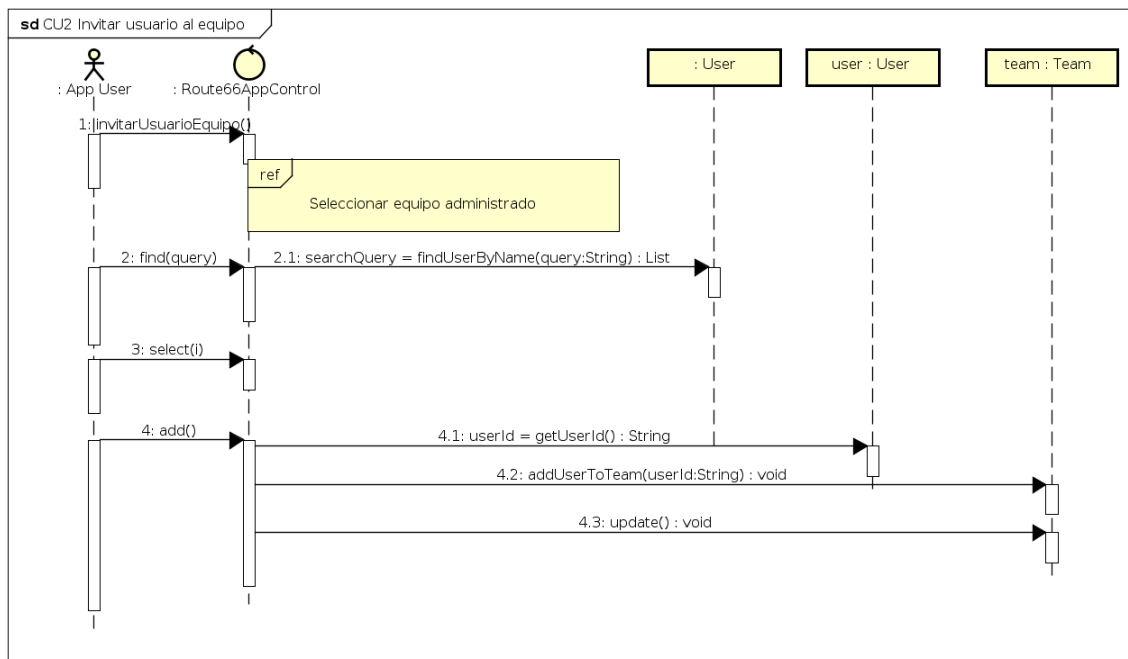 sd CU2 Invitar usuario al equipo
: App User
: Route66AppControl
: User
user : User
team : Team
1: invitarUsuarioEquipo()
ref
Seleccionar equipo administrado
2: find(query)
2.1: searchQuery = findUserByName(query:String) : List
3: select(i)
4: add()
4.1: userId = getUserId() : String
4.2: addUserToTeam(userId:String) : void
4.3: update() : void